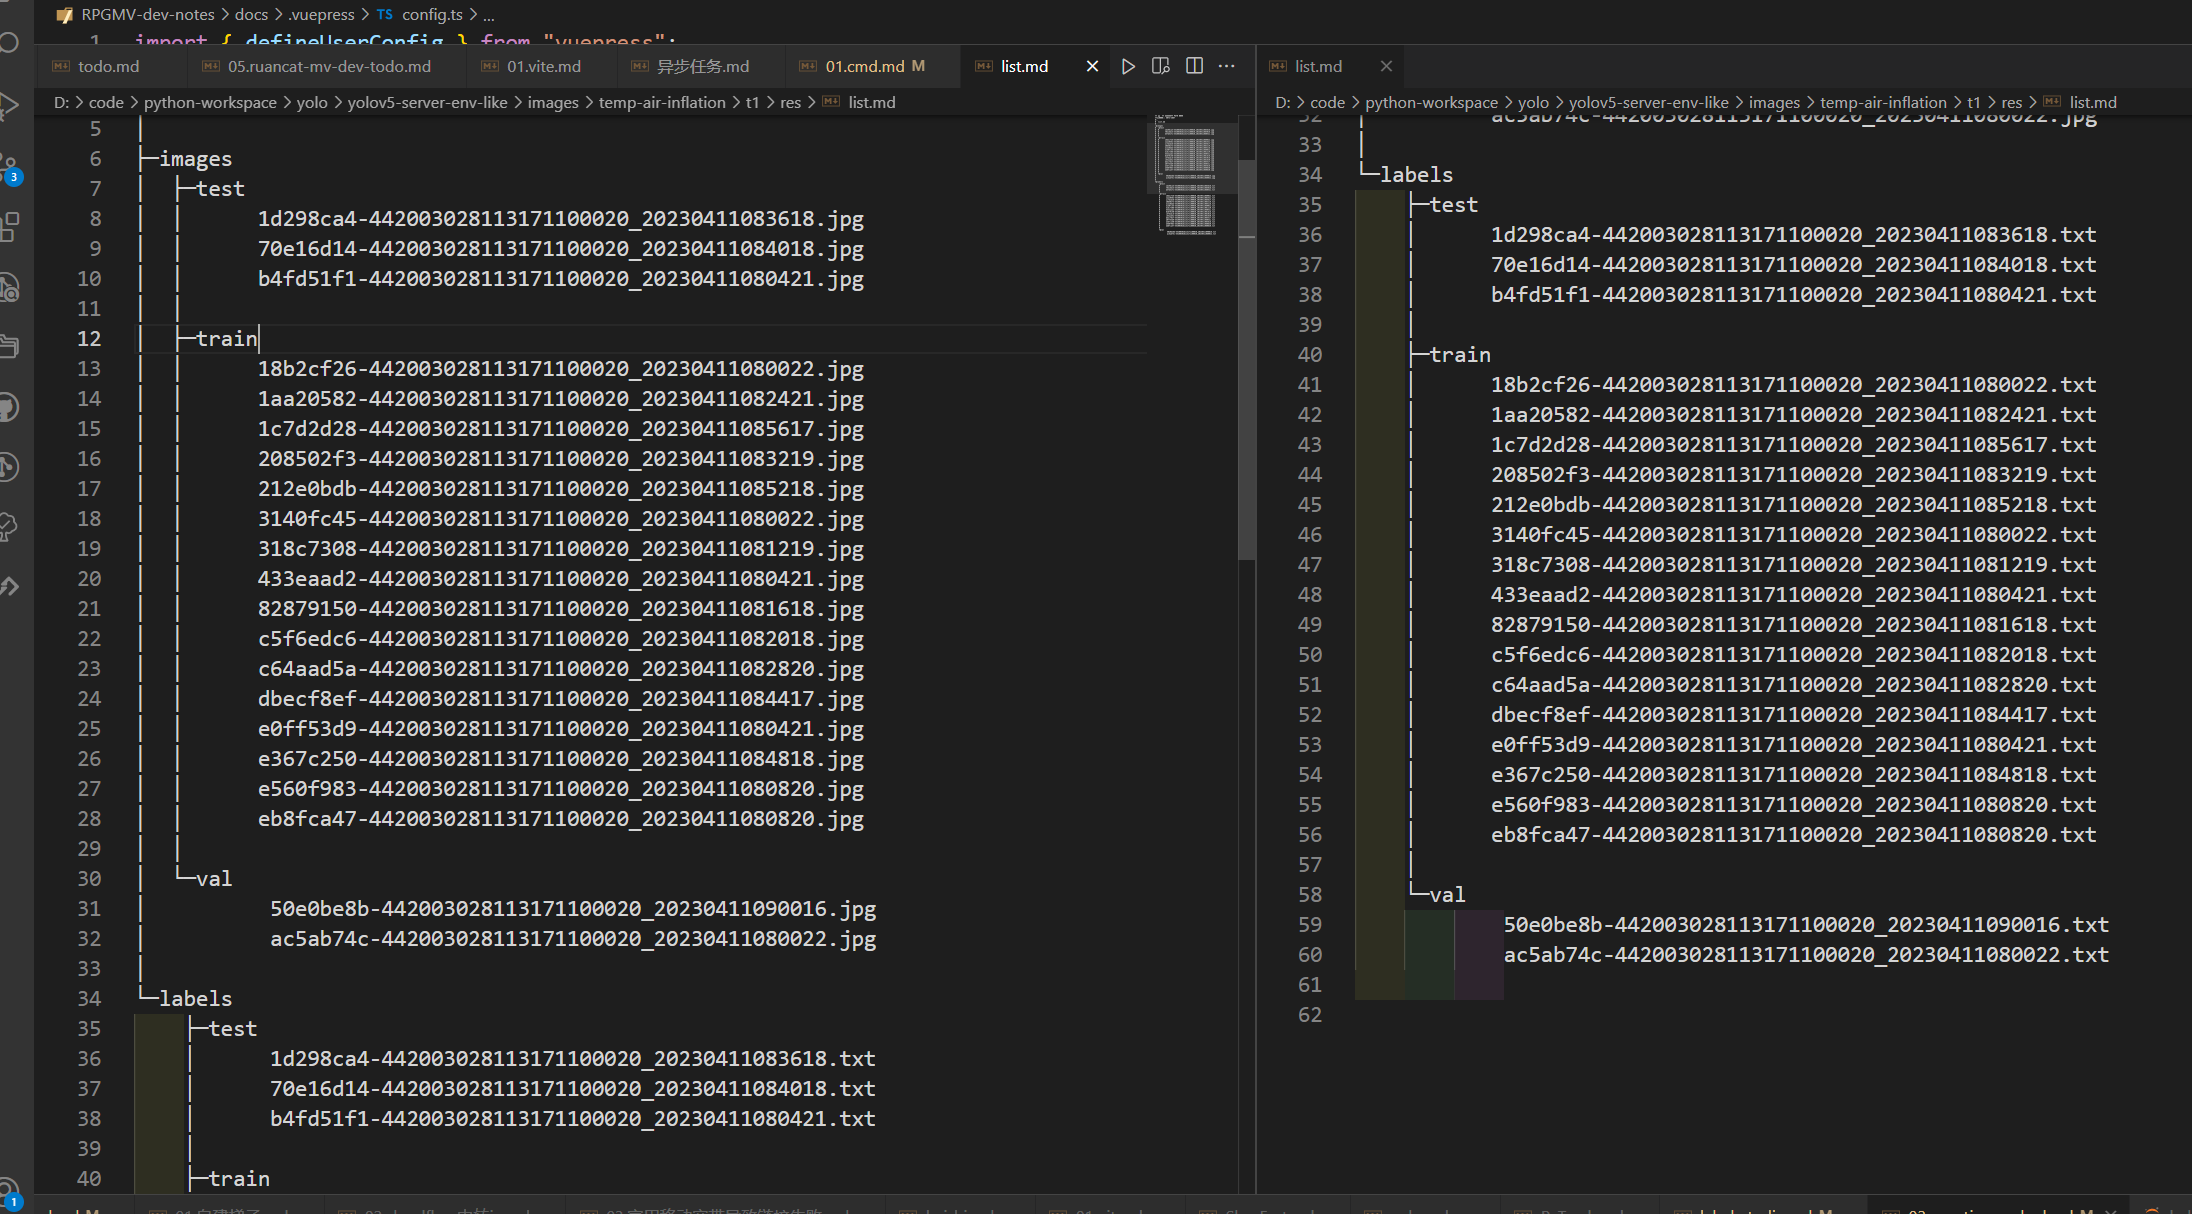 RPGMV-dev-notes > docs > .vuepress > TS config.ts > ...
1 import { defineUserConfig } from "vuepress";
todo.md 05.ruancat-mv-dev-todo.md 01.vite.md 异步任务.md 01.cmd.md M list.md
D: > code > python-workspace > yolo > yolov5-server-env-like > images > temp-air-inflation > t1 > res > list.md
5 │
6 ├─images
7 │ ├─test
8 │ │ 1d298ca4-442003028113171100020_20230411083618.jpg
9 │ │ 70e16d14-442003028113171100020_20230411084018.jpg
10 │ │ b4fd51f1-442003028113171100020_20230411080421.jpg
11 │ │
12 │ ├─train
13 │ │ 18b2cf26-442003028113171100020_20230411080022.jpg
14 │ │ 1aa20582-442003028113171100020_20230411082421.jpg
15 │ │ 1c7d2d28-442003028113171100020_20230411085617.jpg
16 │ │ 208502f3-442003028113171100020_20230411083219.jpg
17 │ │ 212e0bdb-442003028113171100020_20230411085218.jpg
18 │ │ 3140fc45-442003028113171100020_20230411080022.jpg
19 │ │ 318c7308-442003028113171100020_20230411081219.jpg
20 │ │ 433eaad2-442003028113171100020_20230411080421.jpg
21 │ │ 82879150-442003028113171100020_20230411081618.jpg
22 │ │ c5f6edc6-442003028113171100020_20230411082018.jpg
23 │ │ c64aad5a-442003028113171100020_20230411082820.jpg
24 │ │ dbecf8ef-442003028113171100020_20230411084417.jpg
25 │ │ e0ff53d9-442003028113171100020_20230411080421.jpg
26 │ │ e367c250-442003028113171100020_20230411084818.jpg
27 │ │ e560f983-442003028113171100020_20230411080820.jpg
28 │ │ eb8fca47-442003028113171100020_20230411080820.jpg
29 │ │
30 │ └─val
31 │ 50e0be8b-442003028113171100020_20230411090016.jpg
32 │ ac5ab74c-442003028113171100020_20230411080022.jpg
33 │
34 └─labels
35 ├─test
36 │ 1d298ca4-442003028113171100020_20230411083618.txt
37 │ 70e16d14-442003028113171100020_20230411084018.txt
38 │ b4fd51f1-442003028113171100020_20230411080421.txt
39 │
40 ├─train
list.md
D: > code > python-workspace > yolo > yolov5-server-env-like > images > temp-air-inflation > t1 > res > list.md
32 │ ac5ab74c-442003028113171100020_20230411080022.jpg
33 │
34 └─labels
35 ├─test
36 │ 1d298ca4-442003028113171100020_20230411083618.txt
37 │ 70e16d14-442003028113171100020_20230411084018.txt
38 │ b4fd51f1-442003028113171100020_20230411080421.txt
39 │
40 ├─train
41 │ 18b2cf26-442003028113171100020_20230411080022.txt
42 │ 1aa20582-442003028113171100020_20230411082421.txt
43 │ 1c7d2d28-442003028113171100020_20230411085617.txt
44 │ 208502f3-442003028113171100020_20230411083219.txt
45 │ 212e0bdb-442003028113171100020_20230411085218.txt
46 │ 3140fc45-442003028113171100020_20230411080022.txt
47 │ 318c7308-442003028113171100020_20230411081219.txt
48 │ 433eaad2-442003028113171100020_20230411080421.txt
49 │ 82879150-442003028113171100020_20230411081618.txt
50 │ c5f6edc6-442003028113171100020_20230411082018.txt
51 │ c64aad5a-442003028113171100020_20230411082820.txt
52 │ dbecf8ef-442003028113171100020_20230411084417.txt
53 │ e0ff53d9-442003028113171100020_20230411080421.txt
54 │ e367c250-442003028113171100020_20230411084818.txt
55 │ e560f983-442003028113171100020_20230411080820.txt
56 │ eb8fca47-442003028113171100020_20230411080820.txt
57 │
58 └─val
59 50e0be8b-442003028113171100020_20230411090016.txt
60 ac5ab74c-442003028113171100020_20230411080022.txt
61
62
3
1